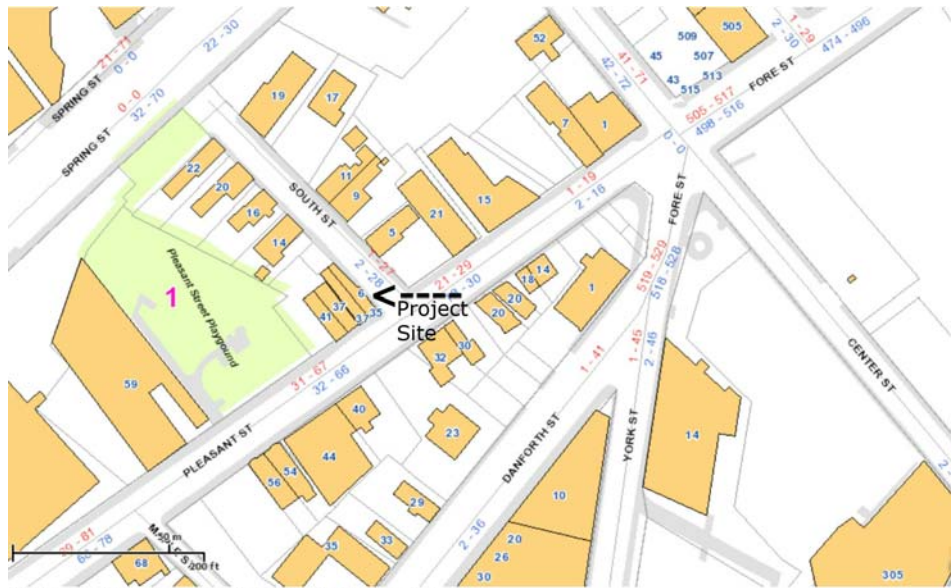 21 - 71
0 - 0
22 - 30
SPRING ST
0 - 0
32 - 70
SPRING ST
19
17
52
41 - 71
42 - 72
0 - 0
509
505
45
507
43
513
515
1 - 29
2 - 30
474 - 496
FORE ST
505 - 517
498 - 516
7
1
22
20
16
14
SOUTH ST
11
9
5
21
15
1 - 19
2 - 16
FORE ST
519 - 529
518 - 528
1 - 27
2 - 28
21 - 29
Pleasant Street Playgound
1
6
37
41
35
Project
Site
18
14
20
20
1
32
30
31 - 67
32 - 66
59
PLEASANT ST
40
44
54
56
23
29
33
35
1 - 41
DANFORTH ST
2 - 36
1 - 45
2 - 46
YORK ST
14
CENTER ST
10
20
26
30
305
50 m
200 ft
68